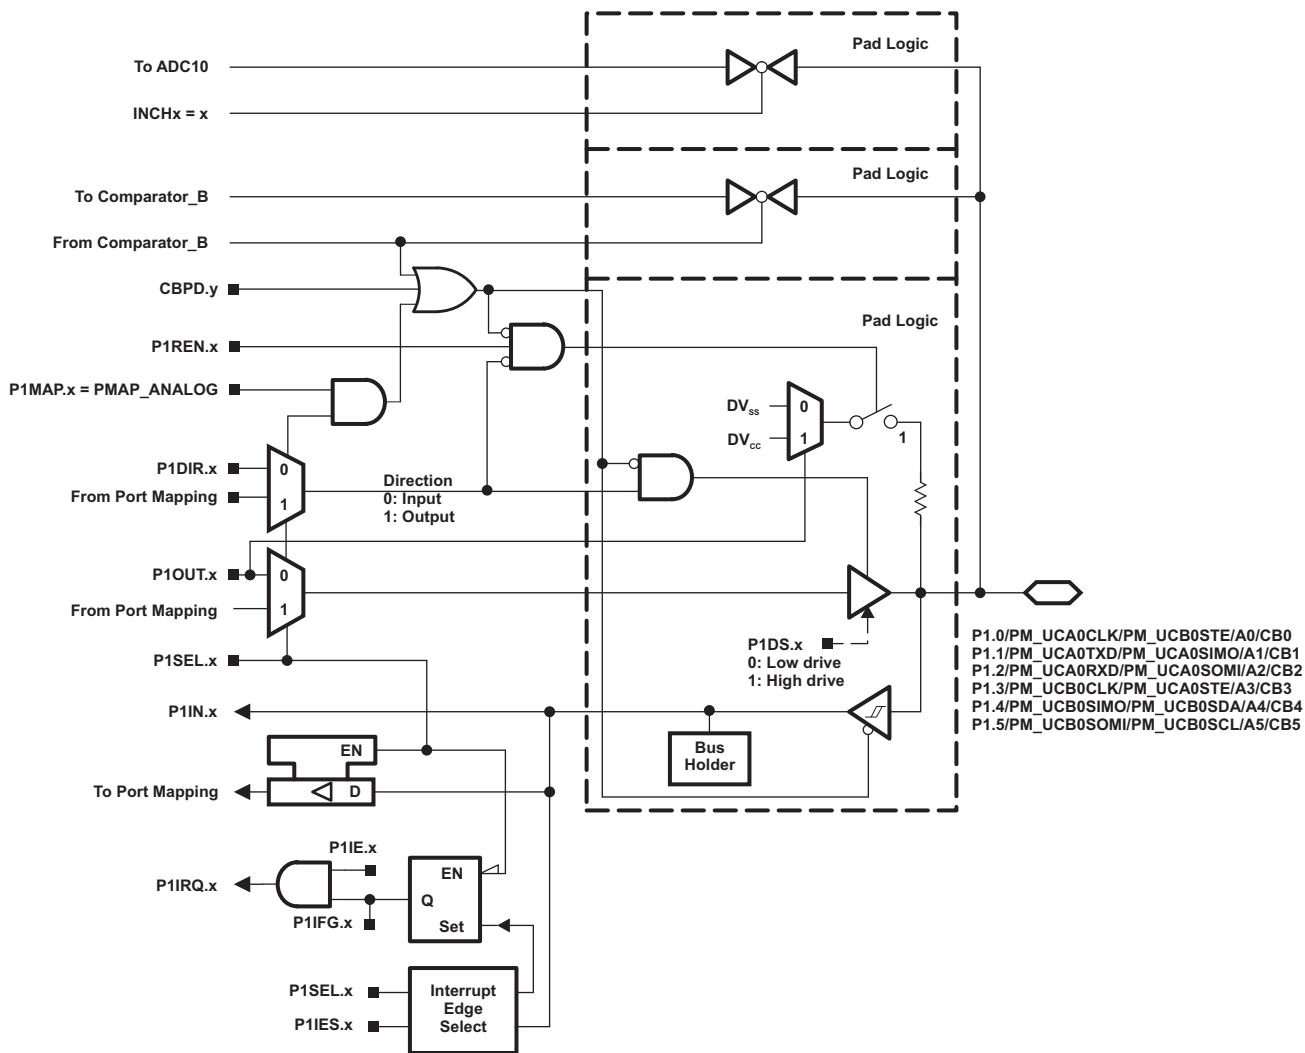 Pad Logic
To ADC10
INCHx = x
Pad Logic
To Comparator_B
From Comparator_B
CBPD.y
Pad Logic
P1REN.x
P1MAP.x = PMAP_ANALOG
DVSS
0
DVCC
1
1
P1DIR.x
0
From Port Mapping
1
Direction
0: Input
1: Output
P1OUT.x
0
From Port Mapping
1
P1DS.x
0: Low drive
1: High drive
P1SEL.x
P1.0/PM_UCA0CLK/PM_UCB0STE/A0/CB0
P1.1/PM_UCA0TXD/PM_UCA0SIMO/A1/CB1
P1.2/PM_UCA0RXD/PM_UCA0SOMI/A2/CB2
P1.3/PM_UCB0CLK/PM_UCA0STE/A3/CB3
P1.4/PM_UCB0SIMO/PM_UCB0SDA/A4/CB4
P1.5/PM_UCB0SOMI/PM_UCB0SCL/A5/CB5
P1IN.x
Bus
Holder
EN
To Port Mapping
D
P1IE.x
P1IRQ.x
EN
Q
P1IFG.x
Set
P1SEL.x
P1IES.x
Interrupt
Edge
Select